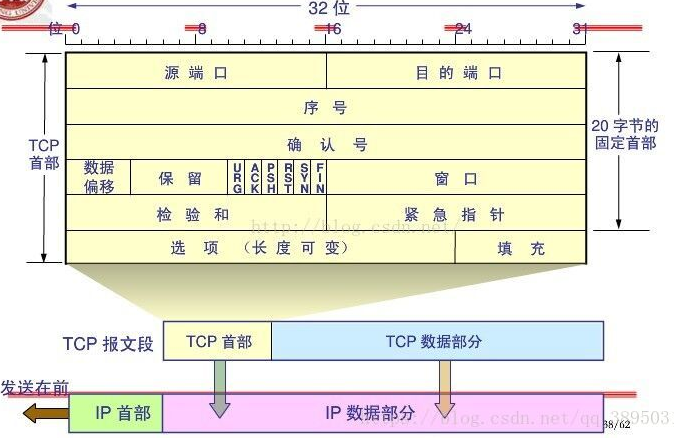 32 位
位 0 8 16 24 31
源 端 口 目 的 端 口
序 号
TCP
首部
确 认 号
20 字节的
固定首部
数据
偏移
保 留
URG
ACK
PSH
RST
SYN
FIN
窗 口
检 验 和 紧 急 指 针
http://blog.csdn.net/
选 项 （长 度 可 变） 填 充
TCP 报文段 TCP 首部 TCP 数据部分
发送在前
IP 首部 IP 数据部分
https://blog.csdn.net/qq_3895031
38/62